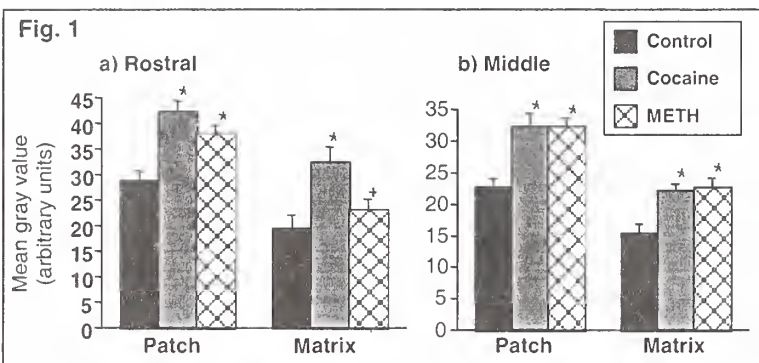 Fig. 1
a) Rostral
b) Middle
Control
Cocaine
METH
Mean gray value
(arbitrary units)
45
40
35
30
25
20
15
10
5
0
* * * +
Patch
Matrix
35
30
25
20
15
10
5
0
* * * *
Patch
Matrix